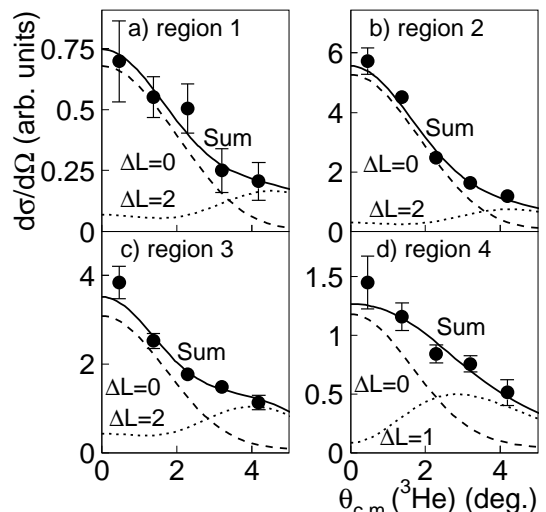 dσ/dΩ (arb. units)
a) region 1
0.75
0.5
0.25
0
Sum
ΔL=0
ΔL=2
b) region 2
6
4
2
0
Sum
ΔL=0
ΔL=2
c) region 3
4
2
0
Sum
ΔL=0
ΔL=2
0 2 4
d) region 4
1.5
1
0.5
0
Sum
ΔL=0
ΔL=1
0 2 4
θc.m.(³He) (deg.)